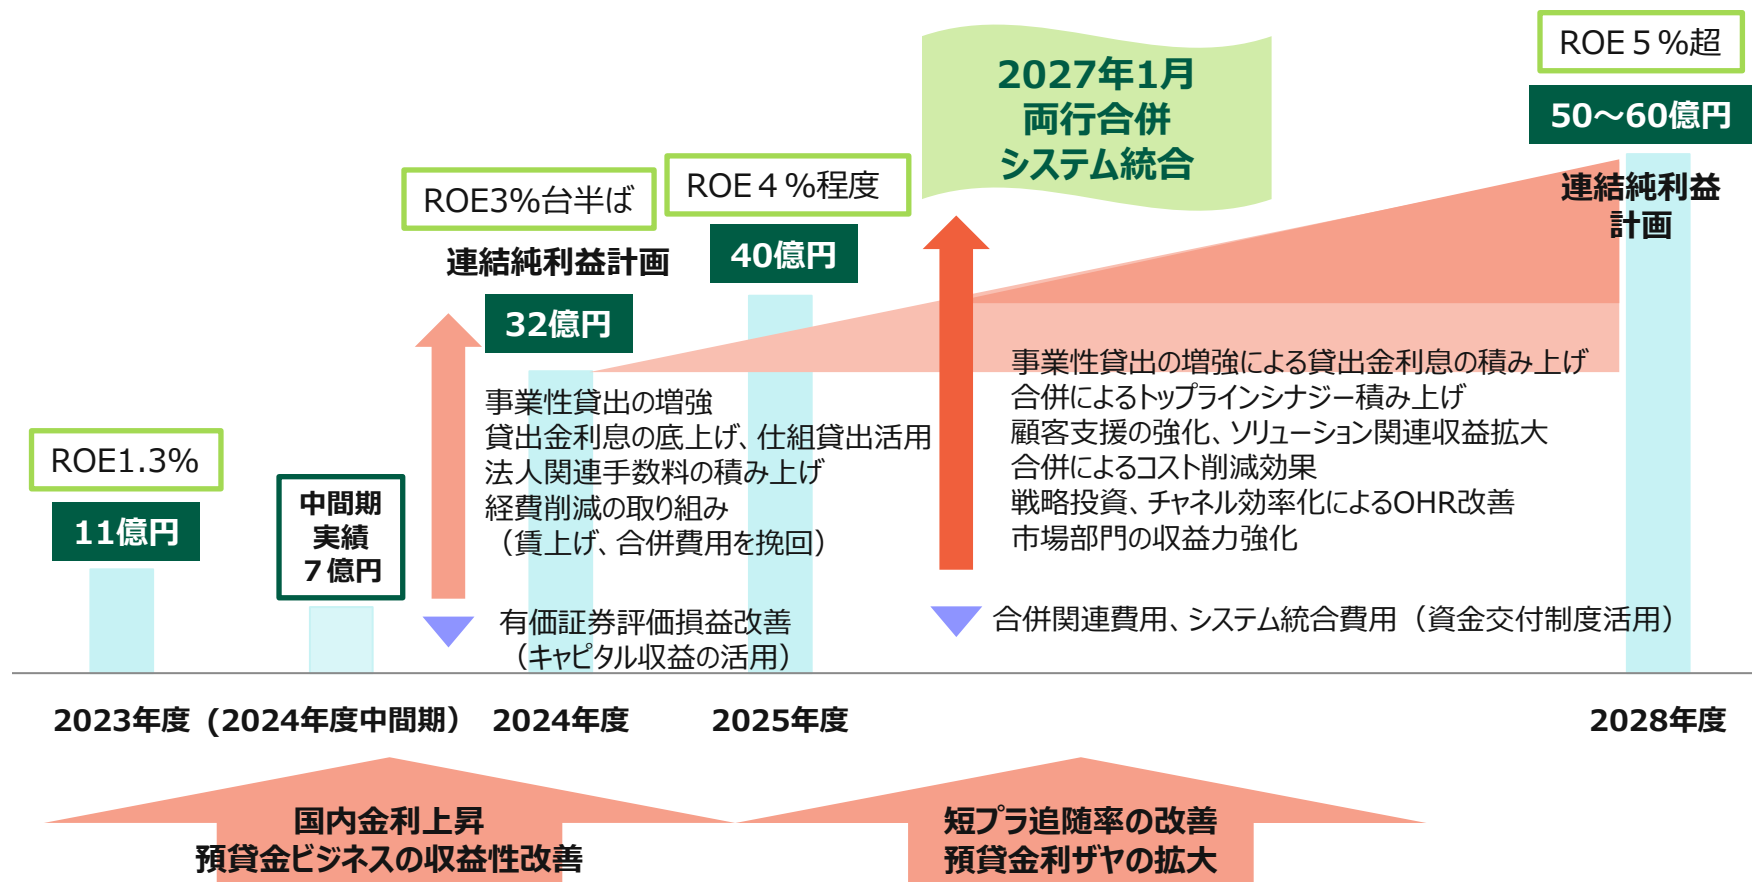 ROE1.3%
11億円
中間期
実績
７億円
ROE3%台半ば
連結純利益計画
32億円
ROE４%程度
40億円
2027年1月
両行合併
システム統合
ROE５%超
50～60億円
連結純利益
計画
事業性貸出の増強
貸出金利息の底上げ、仕組貸出活用
法人関連手数料の積み上げ
経費削減の取り組み
（賃上げ、合併費用を挽回）
有価証券評価損益改善
（キャピタル収益の活用）
事業性貸出の増強による貸出金利息の積み上げ
合併によるトップラインシナジー積み上げ
顧客支援の強化、ソリューション関連収益拡大
合併によるコスト削減効果
戦略投資、チャネル効率化によるOHR改善
市場部門の収益力強化
合併関連費用、システム統合費用（資金交付制度活用）
2023年度
(2024年度中間期）
2024年度
2025年度
2028年度
国内金利上昇
預貸金ビジネスの収益性改善
短プラ追随率の改善
預貸金利ザヤの拡大